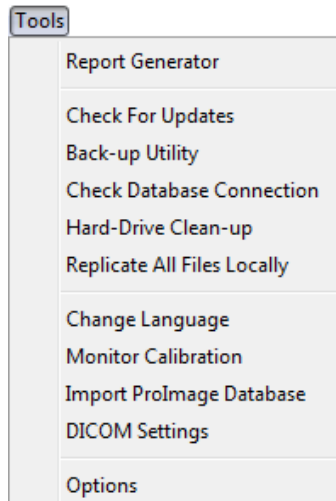 Tools
Report Generator
Check For Updates
Back-up Utility
Check Database Connection
Hard-Drive Clean-up
Replicate All Files Locally
Change Language
Monitor Calibration
Import ProImage Database
DICOM Settings
Options